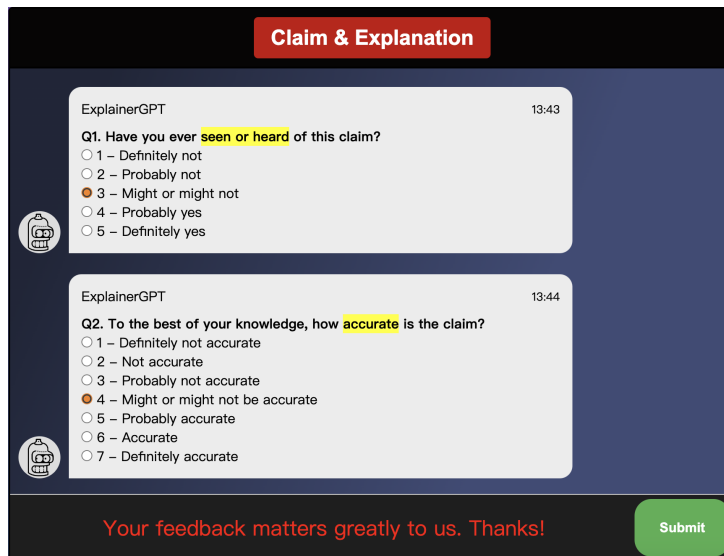 Claim & Explanation
ExplainerGPT 13:43
Q1. Have you ever seen or heard of this claim?
1 – Definitely not
2 – Probably not
3 – Might or might not
4 – Probably yes
5 – Definitely yes
ExplainerGPT 13:44
Q2. To the best of your knowledge, how accurate is the claim?
1 – Definitely not accurate
2 – Not accurate
3 – Probably not accurate
4 – Might or might not be accurate
5 – Probably accurate
6 – Accurate
7 – Definitely accurate
Your feedback matters greatly to us. Thanks!
Submit